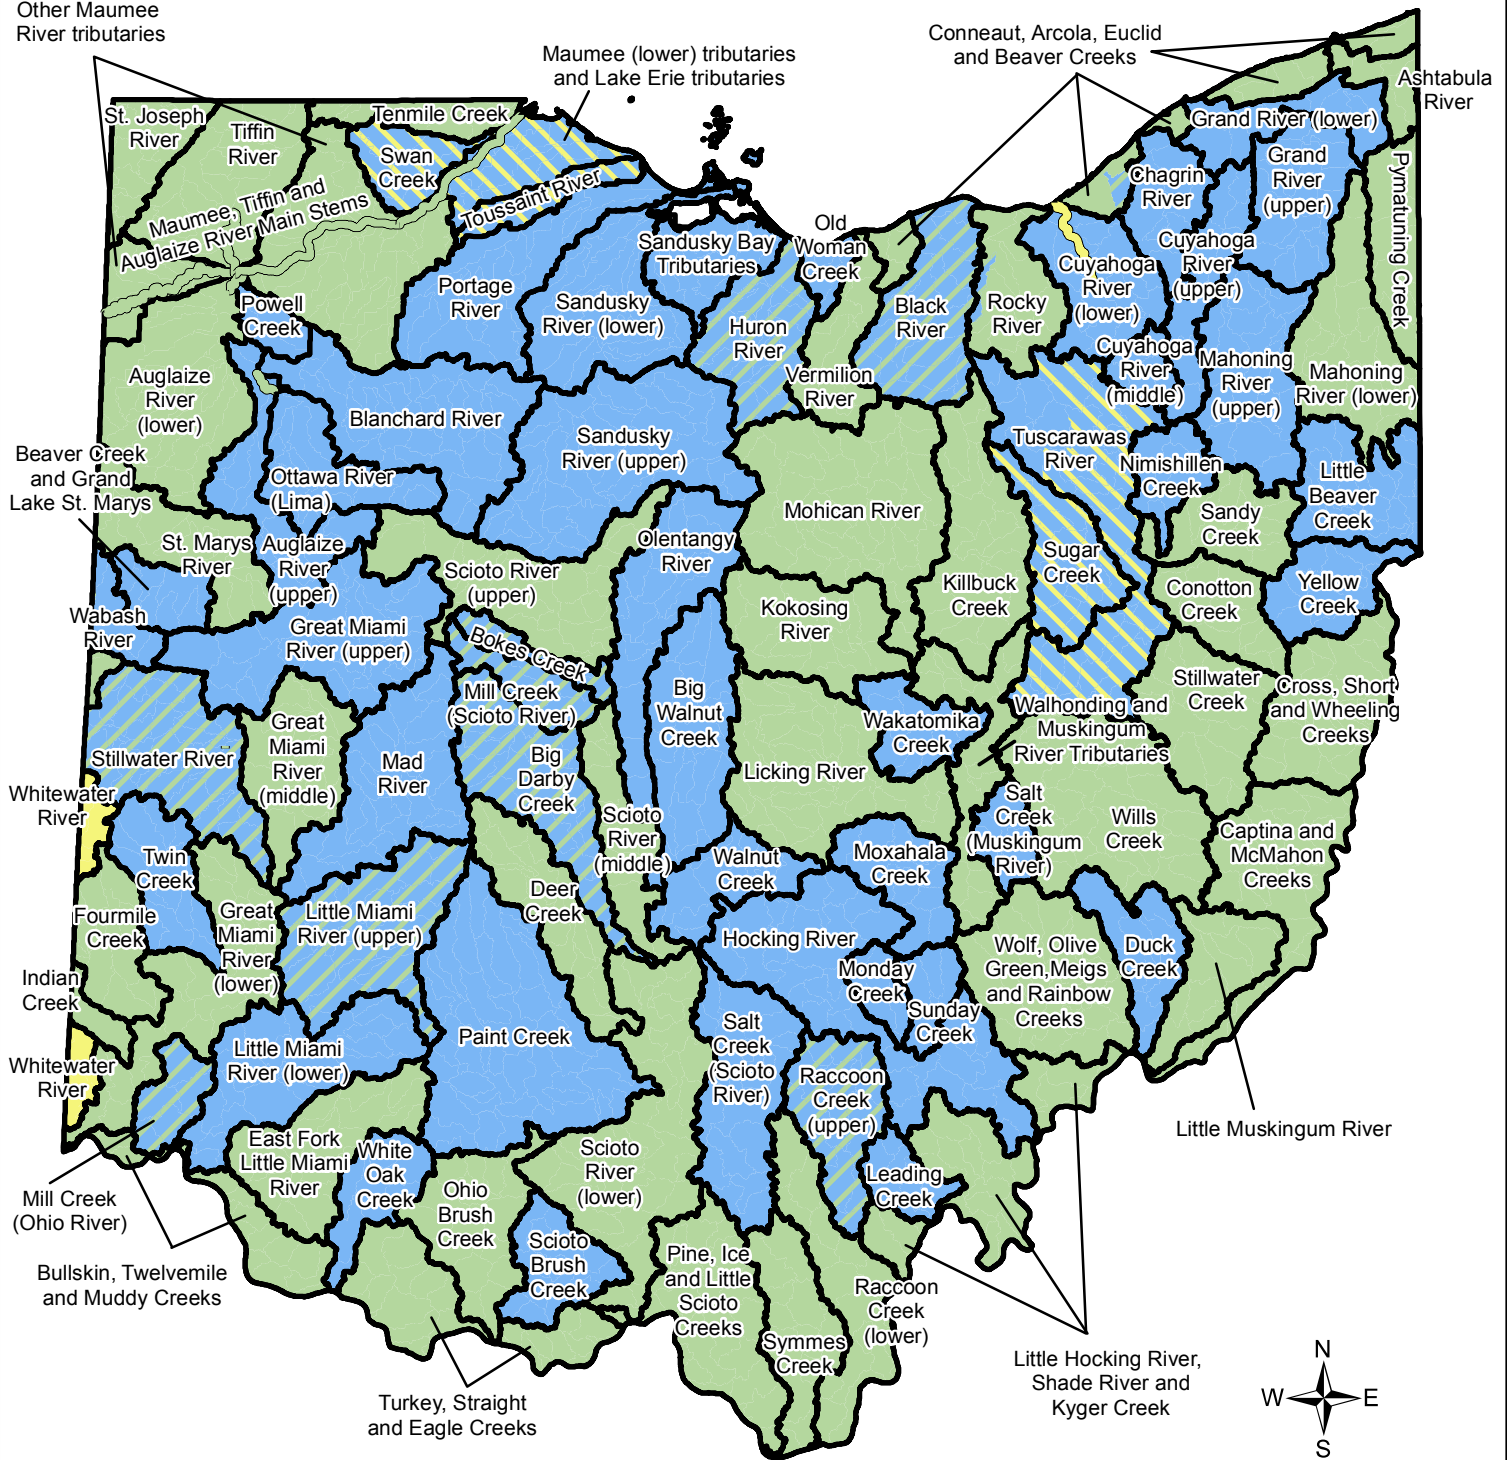 Other Maumee
River tributaries
Maumee (lower) tributaries
and Lake Erie tributaries
Conneaut, Arcola, Euclid
and Beaver Creeks
Ashtabula
River
St. Joseph
River
Tiffin
River
Tenmile Creek
Swan
Creek
Toussaint River
Maumee, Tiffin and
Auglaize River Main Stems
Grand River (lower)
Grand
River
(upper)
Chagrin
River
Pymatuning Creek
Old
Woman
Creek
Sandusky Bay
Tributaries
Cuyahoga
River
(upper)
Cuyahoga
River
(lower)
Powell
Creek
Portage
River
Sandusky
River (lower)
Huron
River
Black
River
Rocky
River
Cuyahoga
River
(middle)
Mahoning
River
(upper)
Mahoning
River (lower)
Auglaize
River
(lower)
Vermilion
River
Blanchard River
Sandusky
River (upper)
Tuscarawas
River
Nimishillen
Creek
Little
Beaver
Creek
Beaver Creek
and Grand
Lake St. Marys
Ottawa River
(Lima)
Mohican River
Sandy
Creek
St. Marys
River
Auglaize
River
(upper)
Olentangy
River
Sugar
Creek
Scioto River
(upper)
Killbuck
Creek
Conotton
Creek
Yellow
Creek
Wabash
River
Great Miami
River (upper)
Kokosing
River
Bokes Creek
Mill Creek
(Scioto River)
Big
Walnut
Creek
Wakatomika
Creek
Walhonding and
Muskingum
River Tributaries
Stillwater
Creek
Cross, Short
and Wheeling
Creeks
Stillwater River
Great
Miami
River
(middle)
Mad
River
Big
Darby
Creek
Licking River
Whitewater
River
Scioto
River
(middle)
Salt
Creek
(Muskingum
River)
Wills
Creek
Captina and
McMahon
Creeks
Twin
Creek
Walnut
Creek
Moxahala
Creek
Deer
Creek
Fourmile
Creek
Great
Miami
River
(lower)
Little Miami
River (upper)
Hocking River
Wolf, Olive
Green,Meigs
and Rainbow
Creeks
Duck
Creek
Indian
Creek
Monday
Creek
Sunday
Creek
Paint Creek
Salt
Creek
(Scioto
River)
Little Miami
River (lower)
Whitewater
River
Raccoon
Creek
(upper)
Little Muskingum River
East Fork
Little Miami
River
White
Oak
Creek
Scioto
River
(lower)
Leading
Creek
Mill Creek
(Ohio River)
Ohio
Brush
Creek
Scioto
Brush
Creek
Bullskin, Twelvemile
and Muddy Creeks
Pine, Ice
and Little
Scioto
Creeks
Raccoon
Creek
(lower)
Symmes
Creek
Little Hocking River,
Shade River and
Kyger Creek
Turkey, Straight
and Eagle Creeks
N
W E
S